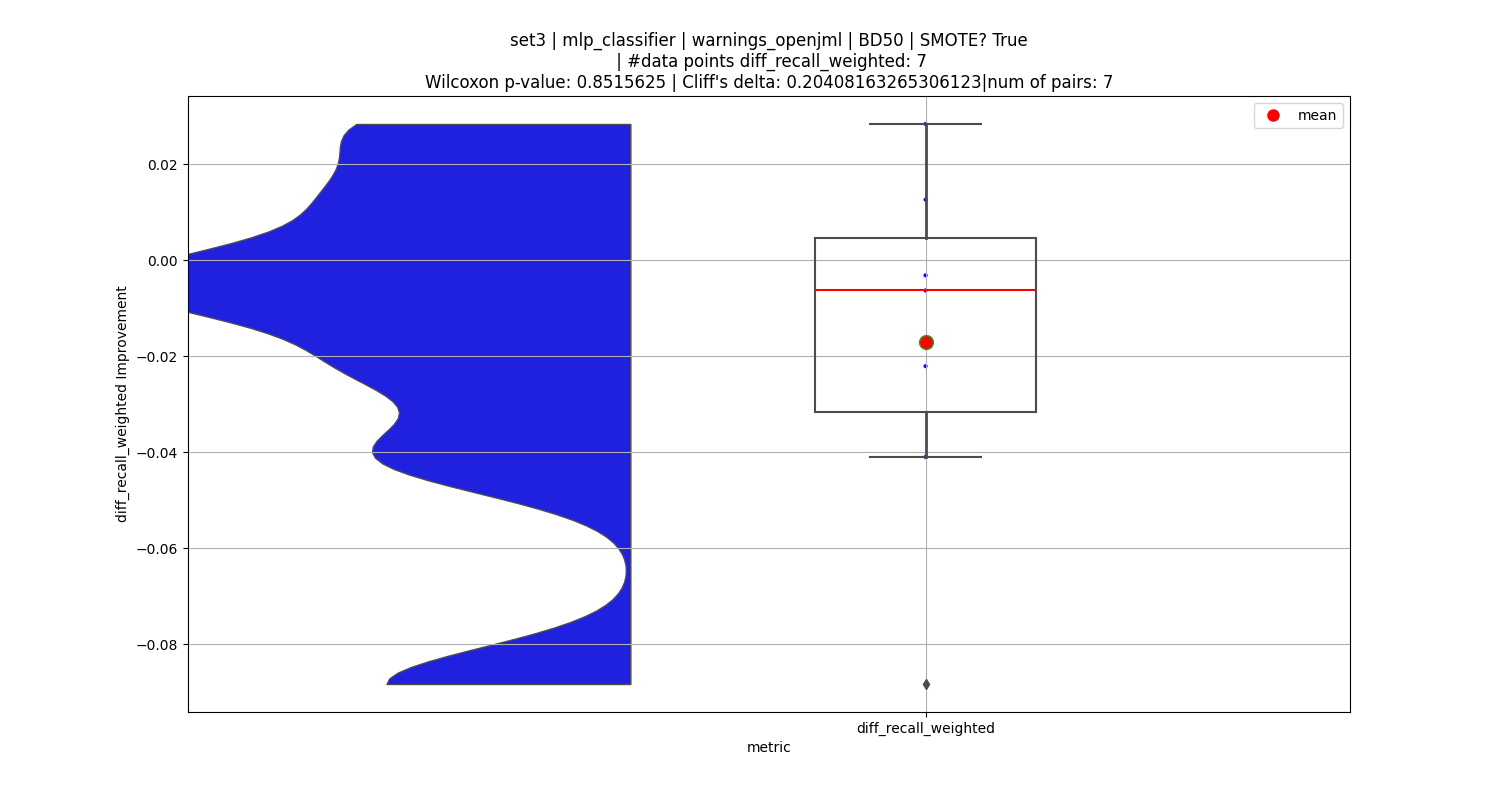 set3 | mlp_classifier | warnings_openjml | BD50 | SMOTE? True
| #data points diff_recall_weighted: 7
Wilcoxon p-value: 0.8515625 | Cliff's delta: 0.20408163265306123|num of pairs: 7
mean
0.02
0.00
−0.02
−0.04
−0.06
−0.08
diff_recall_weighted Improvement
diff_recall_weighted
metric